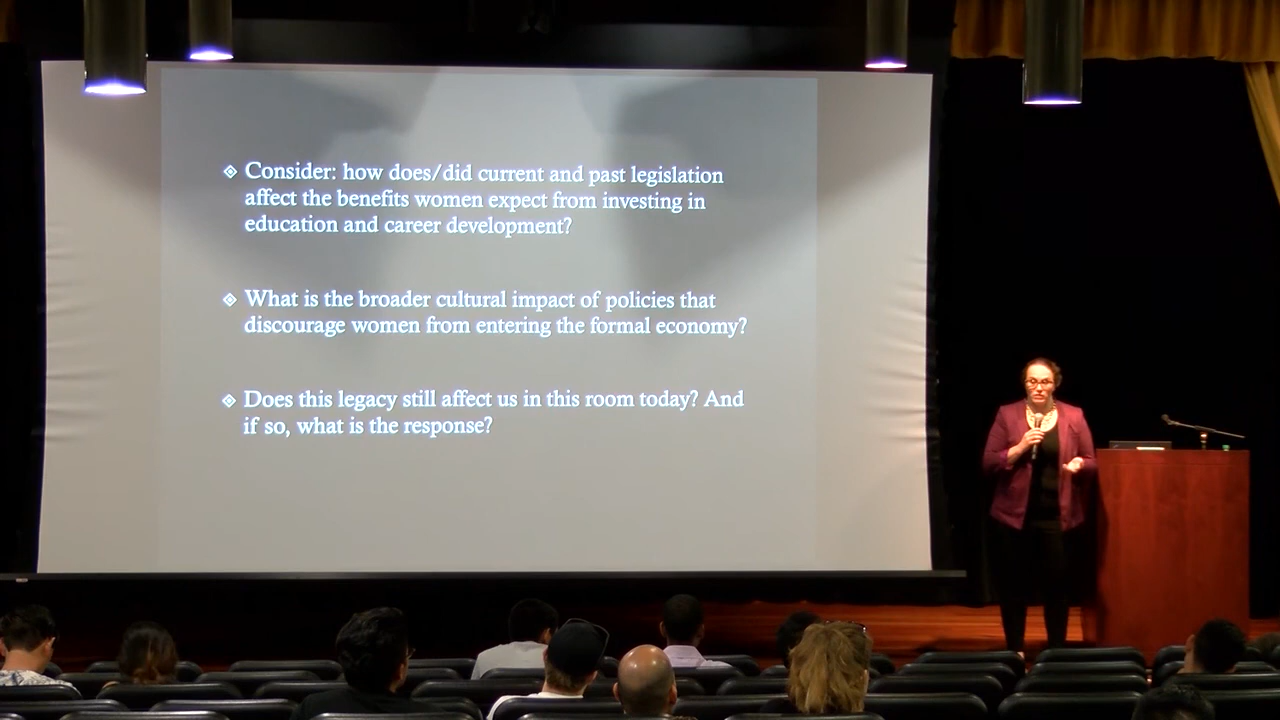 Consider: how does/did current and past legislation
affect the benefits women expect from investing in
education and career development?
What is the broader cultural impact of policies that
discourage women from entering the formal economy?
Does this legacy still affect us in this room today? And
if so, what is the response?